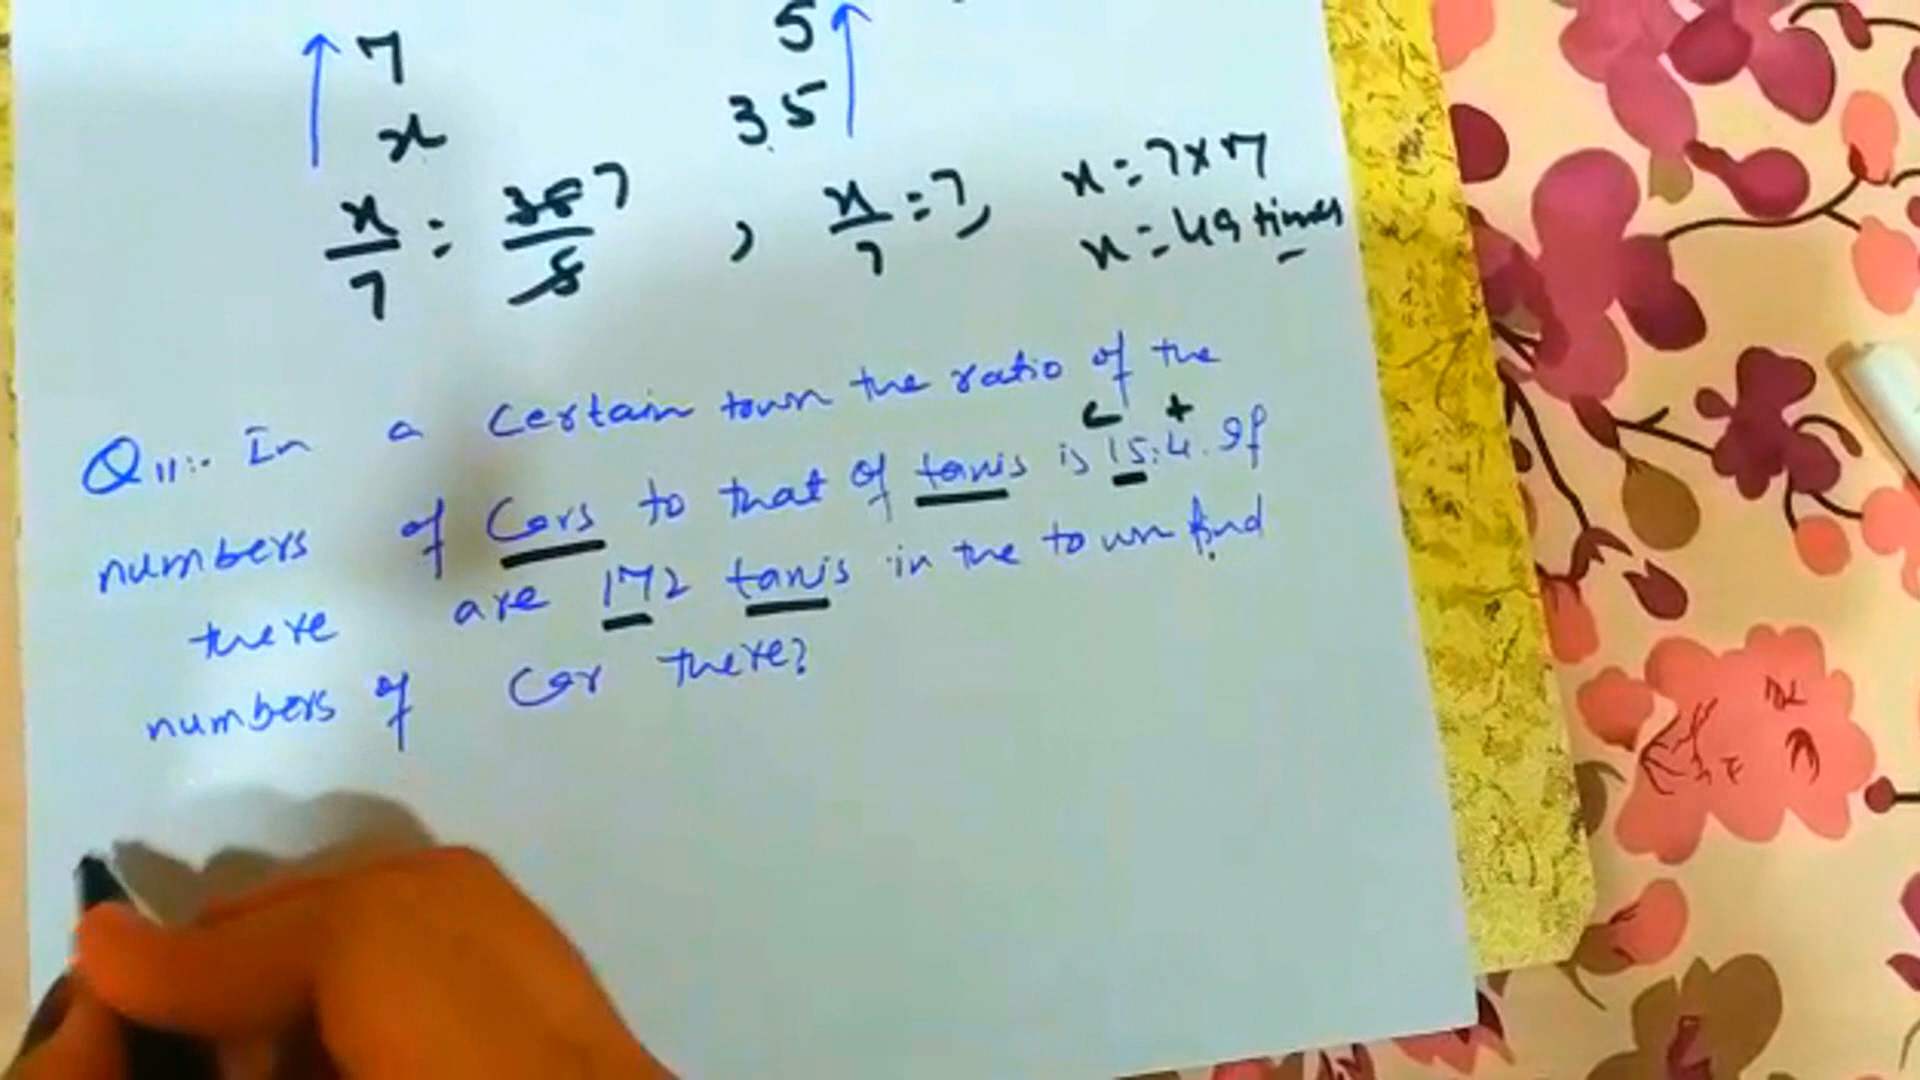 7 5
x 35
x/7 = 35 7/5 , x/7 = 7, x = 7 x 7
x = 49 times
Q11:- In a certain town the ratio of the
C t
numbers of Cars to that of taxis is 15:4. If
there are 172 taxis in the town find
numbers of Car there?